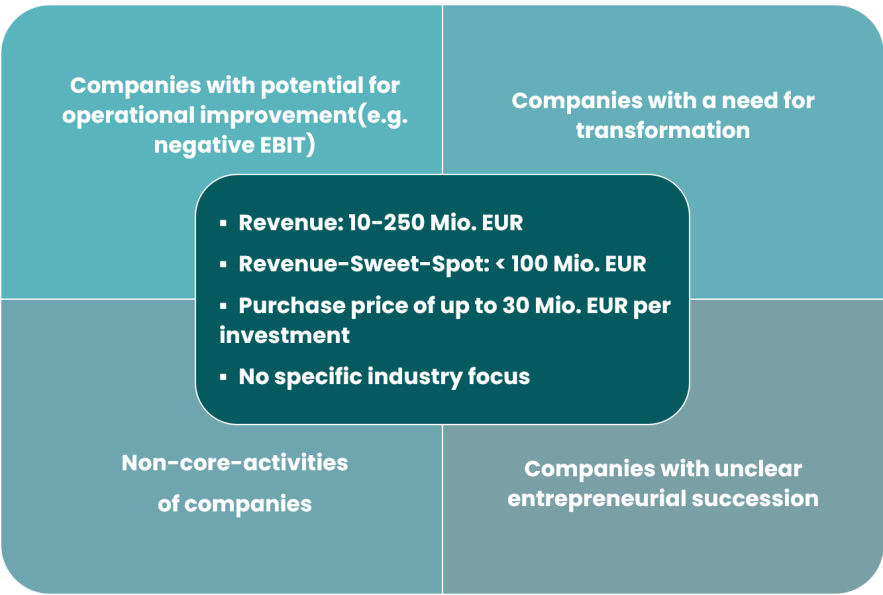 Companies with potential for
operational improvement(e.g.
negative EBIT)
Companies with a need for
transformation
▪ Revenue: 10-250 Mio. EUR
▪ Revenue-Sweet-Spot: < 100 Mio. EUR
▪ Purchase price of up to 30 Mio. EUR per
investment
▪ No specific industry focus
Non-core-activities
of companies
Companies with unclear
entrepreneurial succession